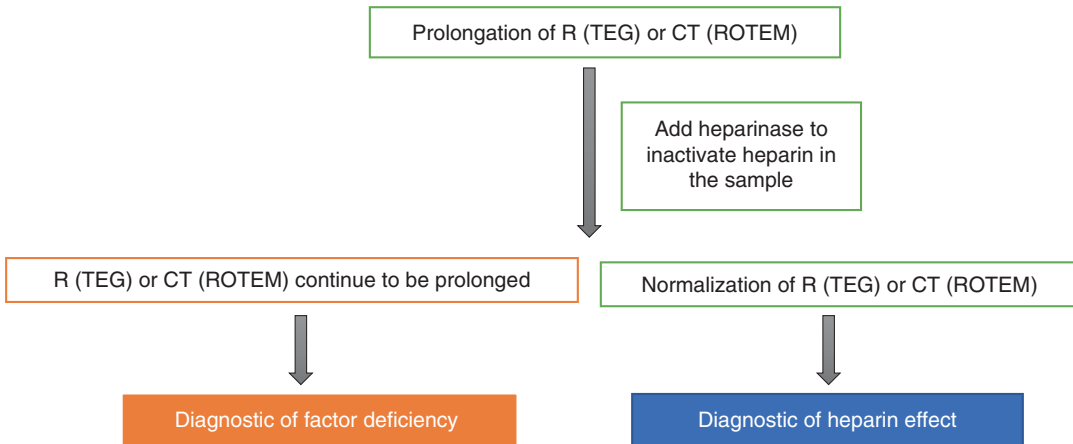 Prolongation of R (TEG) or CT (ROTEM)
Add heparinase to
inactivate heparin in
the sample
R (TEG) or CT (ROTEM) continue to be prolonged
Normalization of R (TEG) or CT (ROTEM)
Diagnostic of factor deficiency
Diagnostic of heparin effect